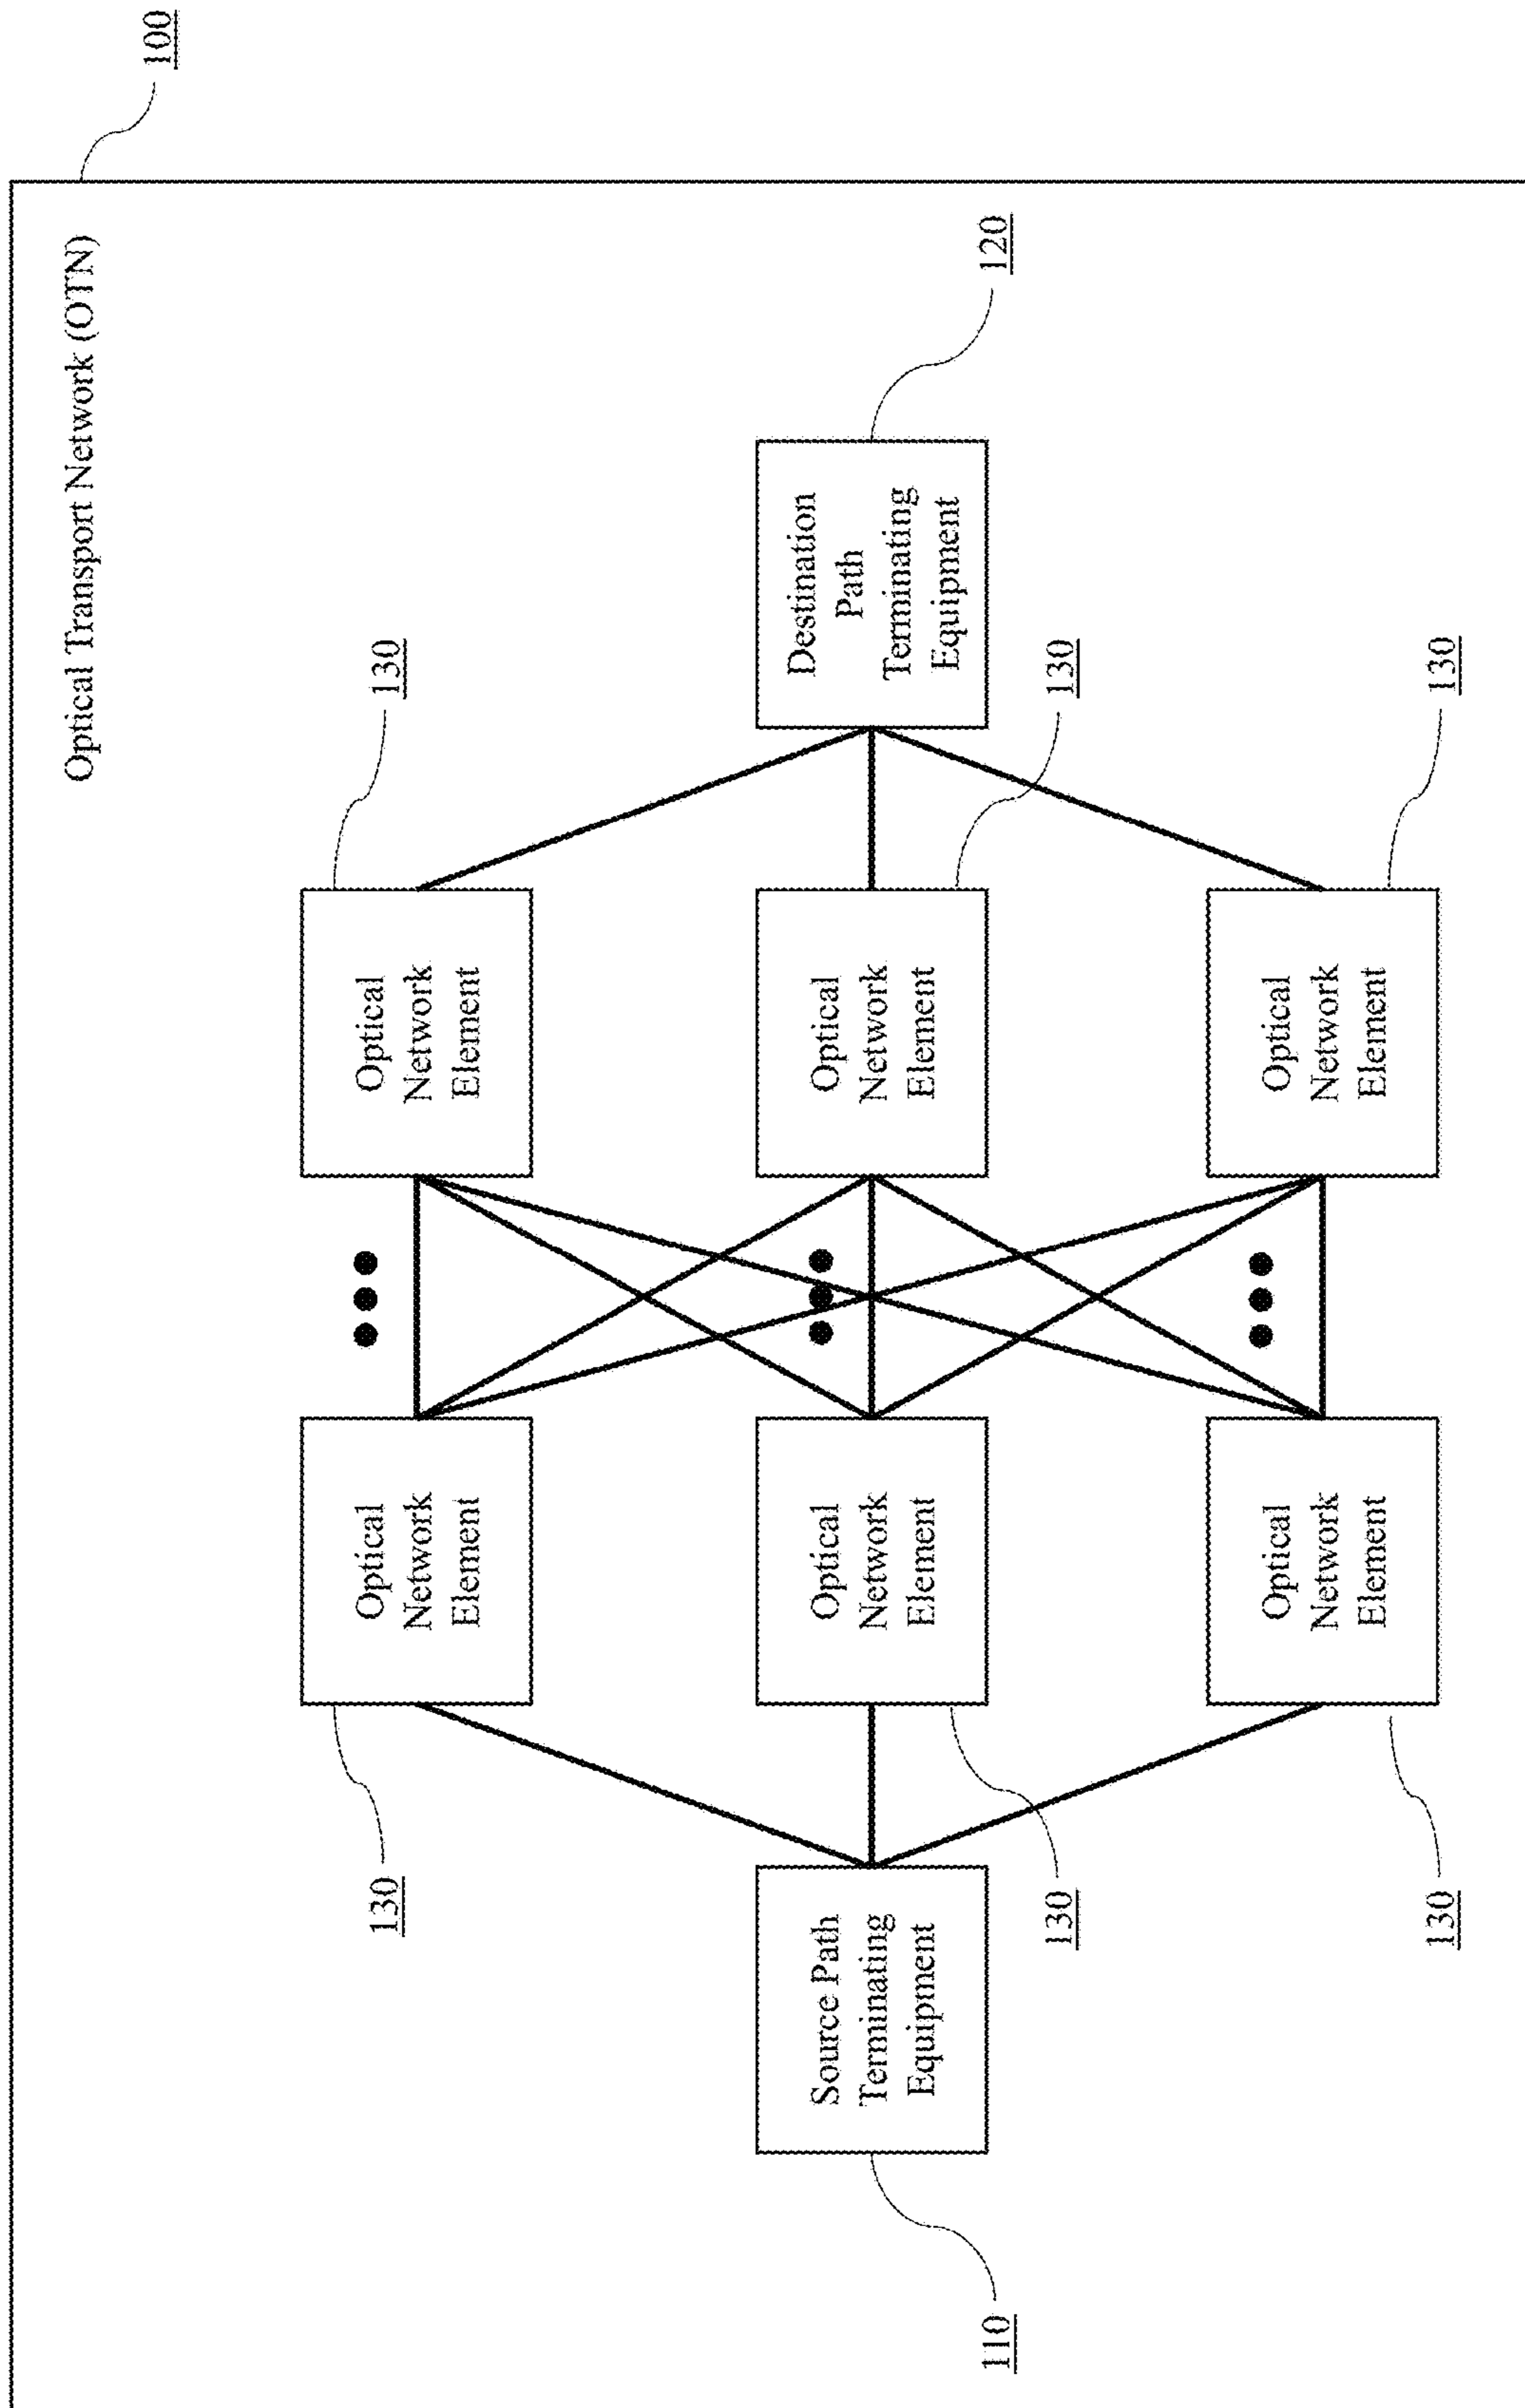 100
Optical Transport Network (OTN)
130
Optical
Network
Element
Optical
Network
Element
130
110
Source Path
Terminating
Equipment
130
Optical
Network
Element
Optical
Network
Element
130
Destination
Path
Terminating
Equipment
120
130
Optical
Network
Element
Optical
Network
Element
130